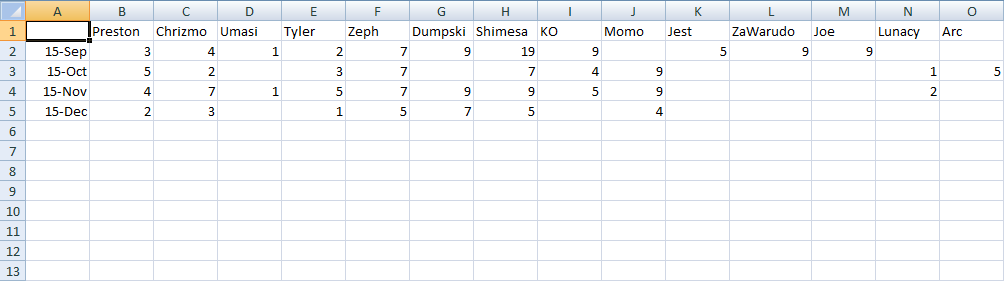 A B C D E F G H I J K L M N O
1 Preston Chrizmo Umasi Tyler Zeph Dumpski Shimesa KO Momo Jest ZaWarudo Joe Lunacy Arc
2 15-Sep 3 4 1 2 7 9 19 9 5 9 9
3 15-Oct 5 2 3 7 7 4 9 1 5
4 15-Nov 4 7 1 5 7 9 9 5 9 2
5 15-Dec 2 3 1 5 7 5 4
6
7
8
9
10
11
12
13